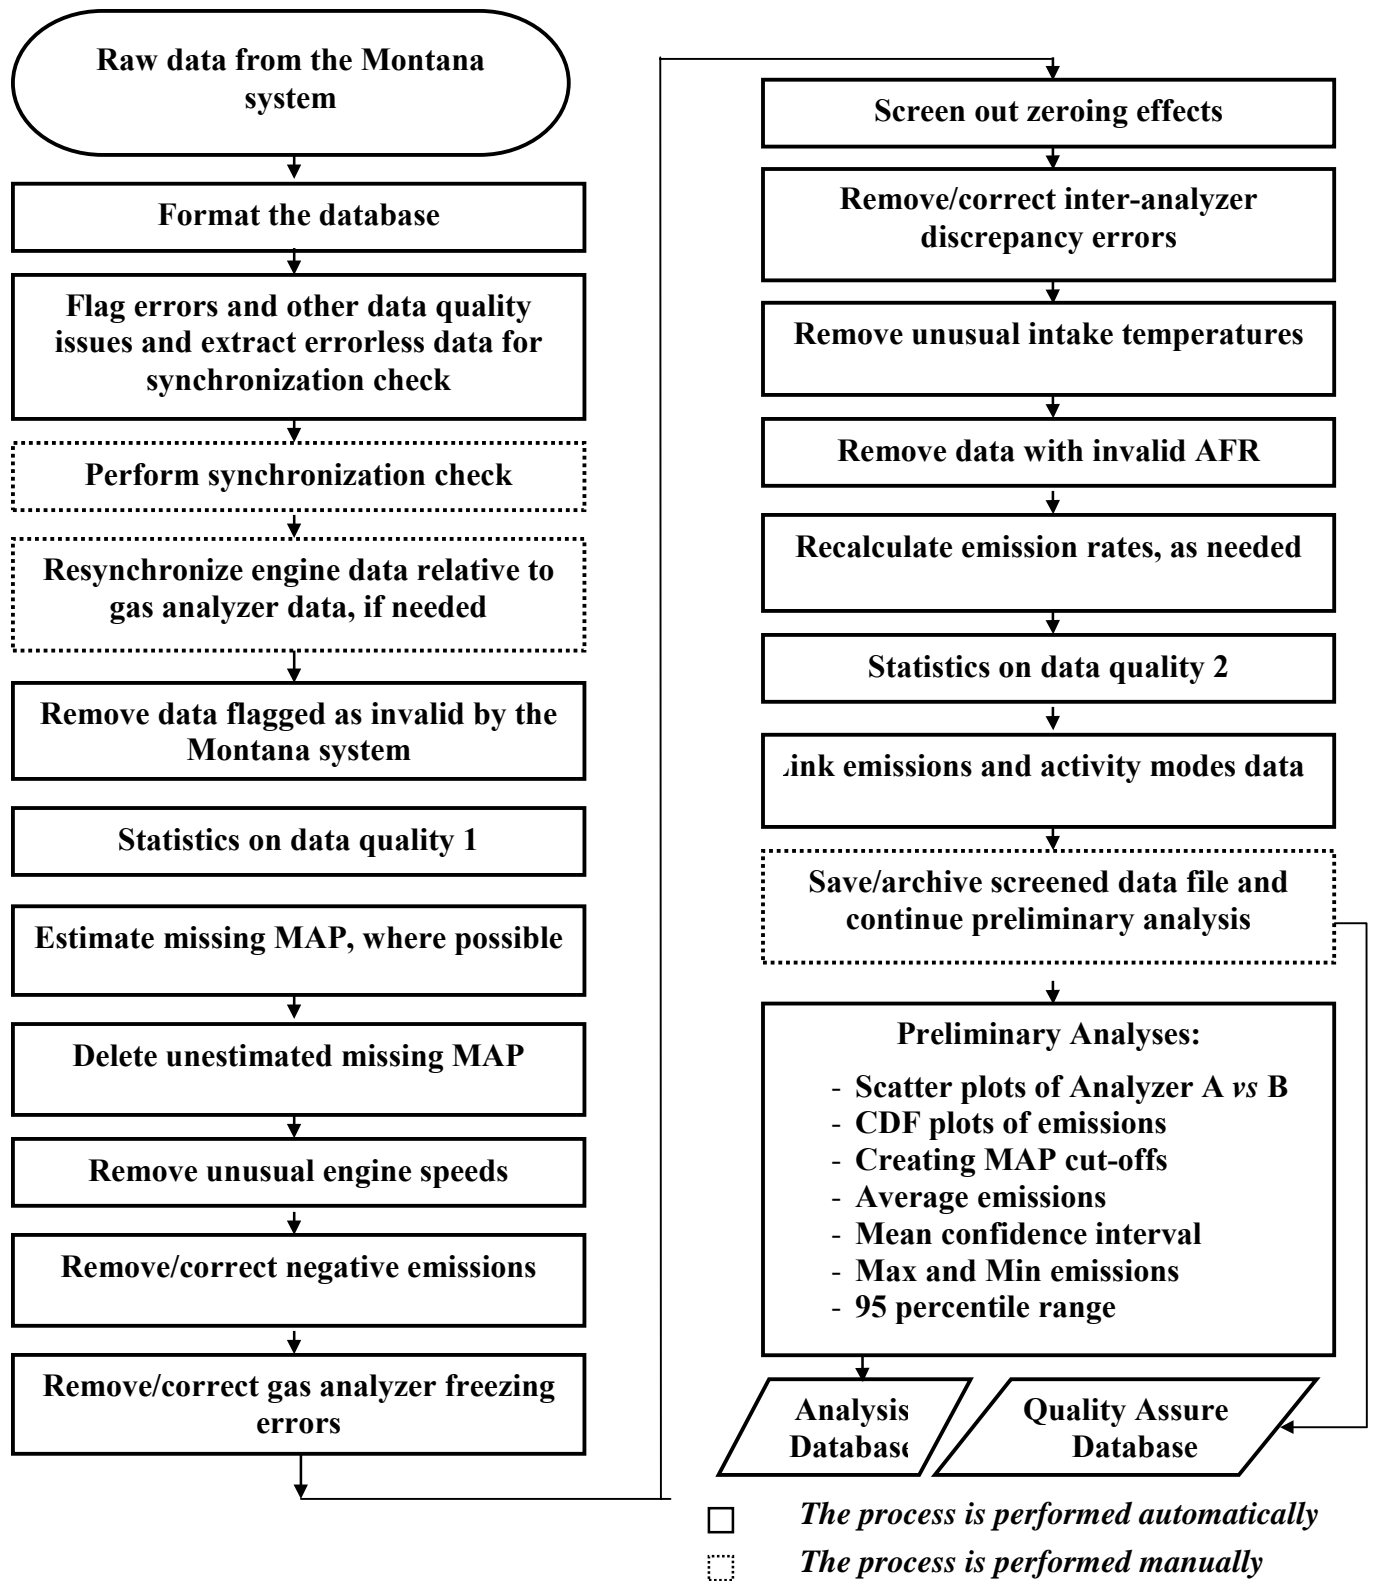 Raw data from the Montana
system
Format the database
Flag errors and other data quality
issues and extract errorless data for
synchronization check
Perform synchronization check
Resynchronize engine data relative to
gas analyzer data, if needed
Remove data flagged as invalid by the
Montana system
Statistics on data quality 1
Estimate missing MAP, where possible
Delete unestimated missing MAP
Remove unusual engine speeds
Remove/correct negative emissions
Remove/correct gas analyzer freezing
errors
Screen out zeroing effects
Remove/correct inter-analyzer
discrepancy errors
Remove unusual intake temperatures
Remove data with invalid AFR
Recalculate emission rates, as needed
Statistics on data quality 2
ink emissions and activity modes data
Save/archive screened data file and
continue preliminary analysis
Preliminary Analyses:
- Scatter plots of Analyzer A vs B
- CDF plots of emissions
- Creating MAP cut-offs
- Average emissions
- Mean confidence interval
- Max and Min emissions
- 95 percentile range
Analysis
Database
Quality Assure
Database
The process is performed automatically
The process is performed manually